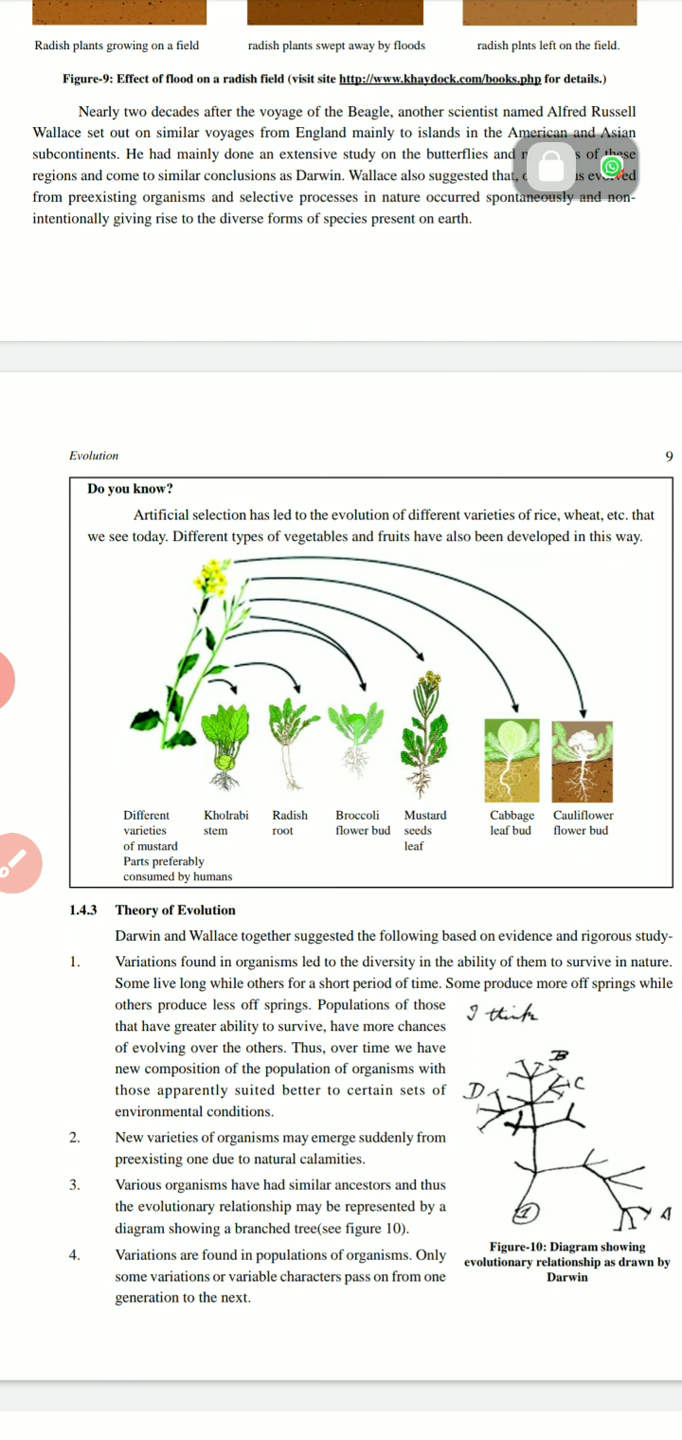 Radish plants growing on a field radish plants swept away by floods radish plnts left on the field.
Figure-9: Effect of flood on a radish field (visit site http://www.khaydock.com/books.php for details.)
Nearly two decades after the voyage of the Beagle, another scientist named Alfred Russell
Wallace set out on similar voyages from England mainly to islands in the American and Asian
subcontinents. He had mainly done an extensive study on the butterflies and of these
regions and come to similar conclusions as Darwin. Wallace also suggested that, evolved
from preexisting organisms and selective processes in nature occurred spontaneously and non-
intentionally giving rise to the diverse forms of species present on earth.
Evolution 9
Do you know?
Artificial selection has led to the evolution of different varieties of rice, wheat, etc. that
we see today. Different types of vegetables and fruits have also been developed in this way.
Different Kholrabi Radish Broccoli Mustard Cabbage Cauliflower
varieties stem root flower bud seeds leaf bud flower bud
of mustard leaf
Parts preferably
consumed by humans
1.4.3 Theory of Evolution
Darwin and Wallace together suggested the following based on evidence and rigorous study-
1. Variations found in organisms led to the diversity in the ability of them to survive in nature.
Some live long while others for a short period of time. Some produce more off springs while
others produce less off springs. Populations of those
that have greater ability to survive, have more chances
of evolving over the others. Thus, over time we have
new composition of the population of organisms with
those apparently suited better to certain sets of
environmental conditions.
2. New varieties of organisms may emerge suddenly from
preexisting one due to natural calamities.
3. Various organisms have had similar ancestors and thus
the evolutionary relationship may be represented by a
diagram showing a branched tree(see figure 10).
4. Variations are found in populations of organisms. Only
some variations or variable characters pass on from one
generation to the next.
I think
B
D C
1 A
Figure-10: Diagram showing
evolutionary relationship as drawn by
Darwin